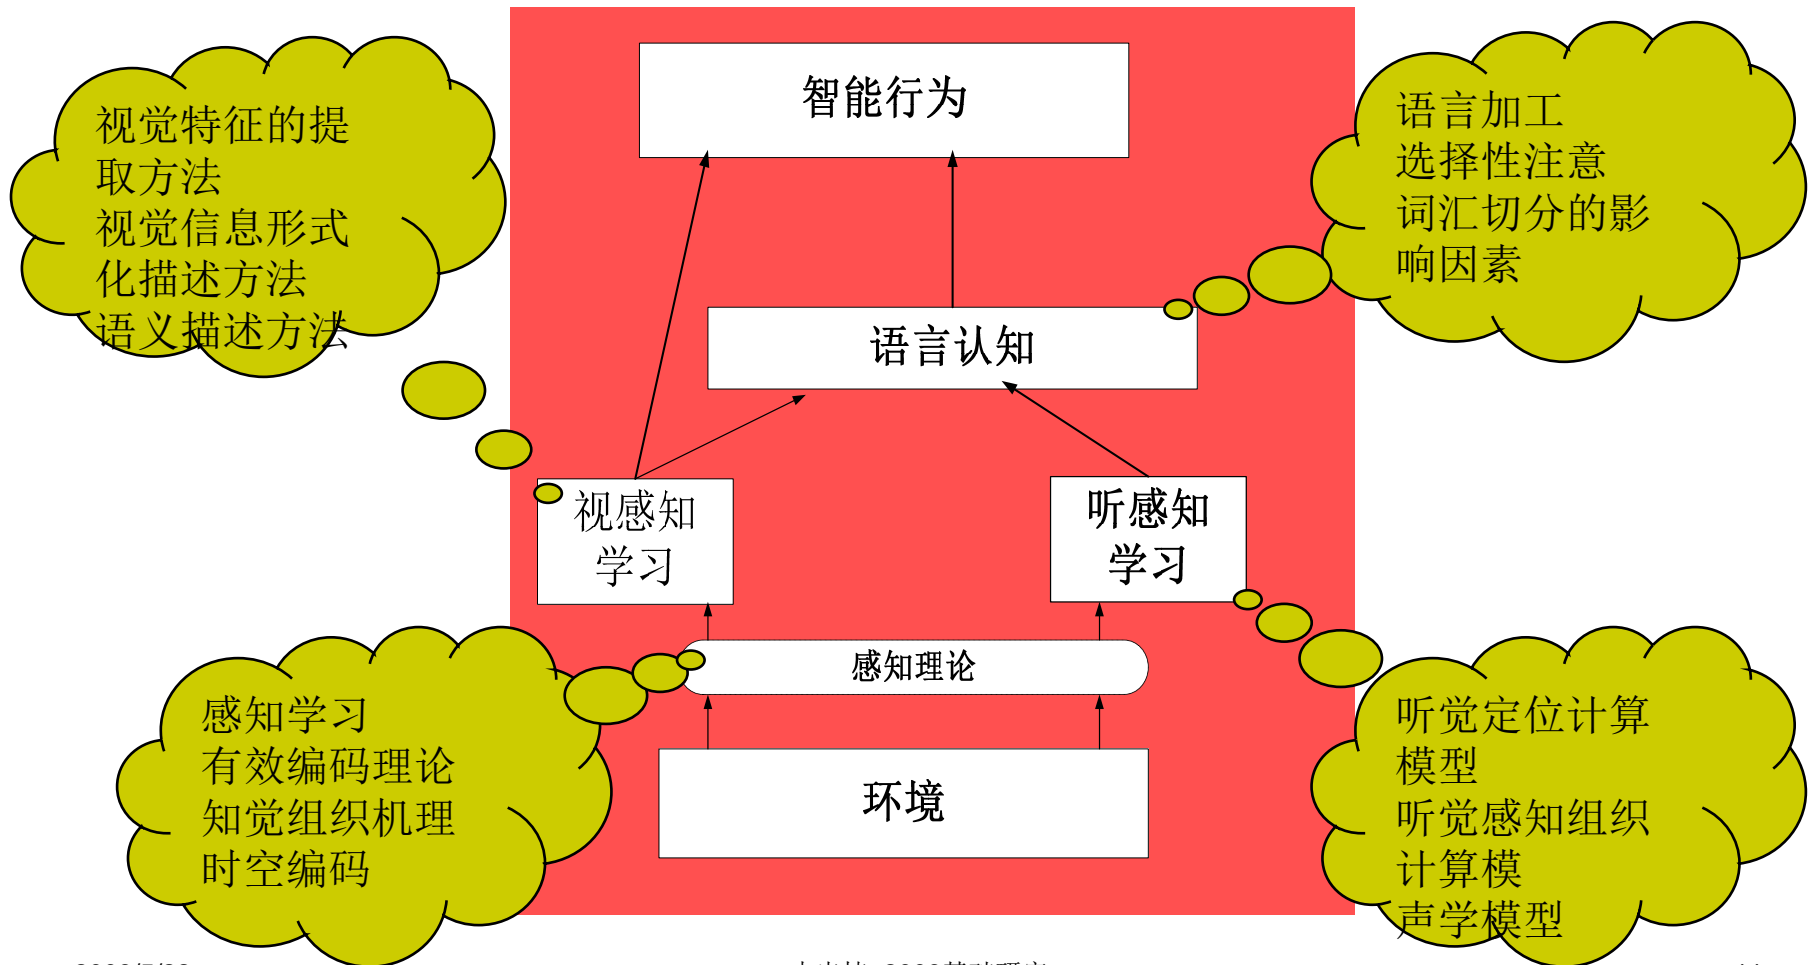 视觉特征的提
取方法
视觉信息形式
化描述方法
语义描述方法
智能行为
语言加工
选择性注意
词汇切分的影
响因素
语言认知
视感知
学习
听感知
学习
感知理论
环境
感知学习
有效编码理论
知觉组织机理
时空编码
听觉定位计算
模型
听觉感知组织
计算模
声学模型